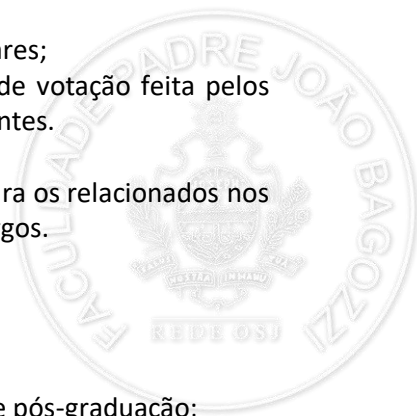 ares;
de votação feita pelos
ntes.
ra os relacionados nos
gos.
e pós-graduação;
FACULDADE PADRE JOÃO BAGOZZI
REDE OSJ